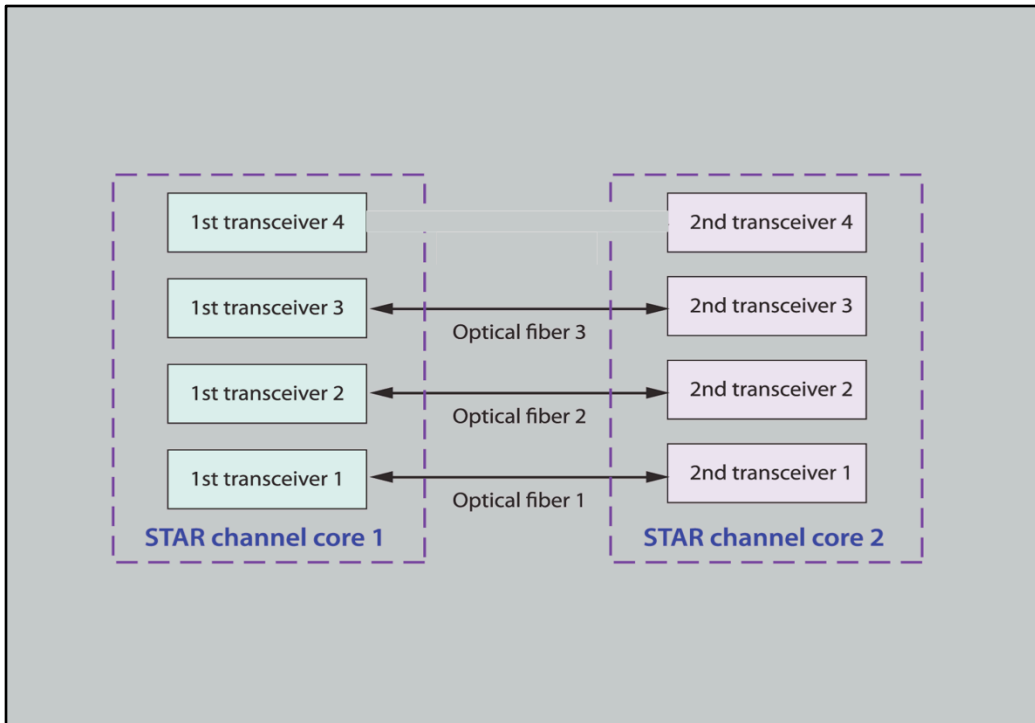 1st transceiver 4
2nd transceiver 4
1st transceiver 3
2nd transceiver 3
Optical fiber 3
1st transceiver 2
2nd transceiver 2
Optical fiber 2
1st transceiver 1
2nd transceiver 1
Optical fiber 1
STAR channel core 1
STAR channel core 2